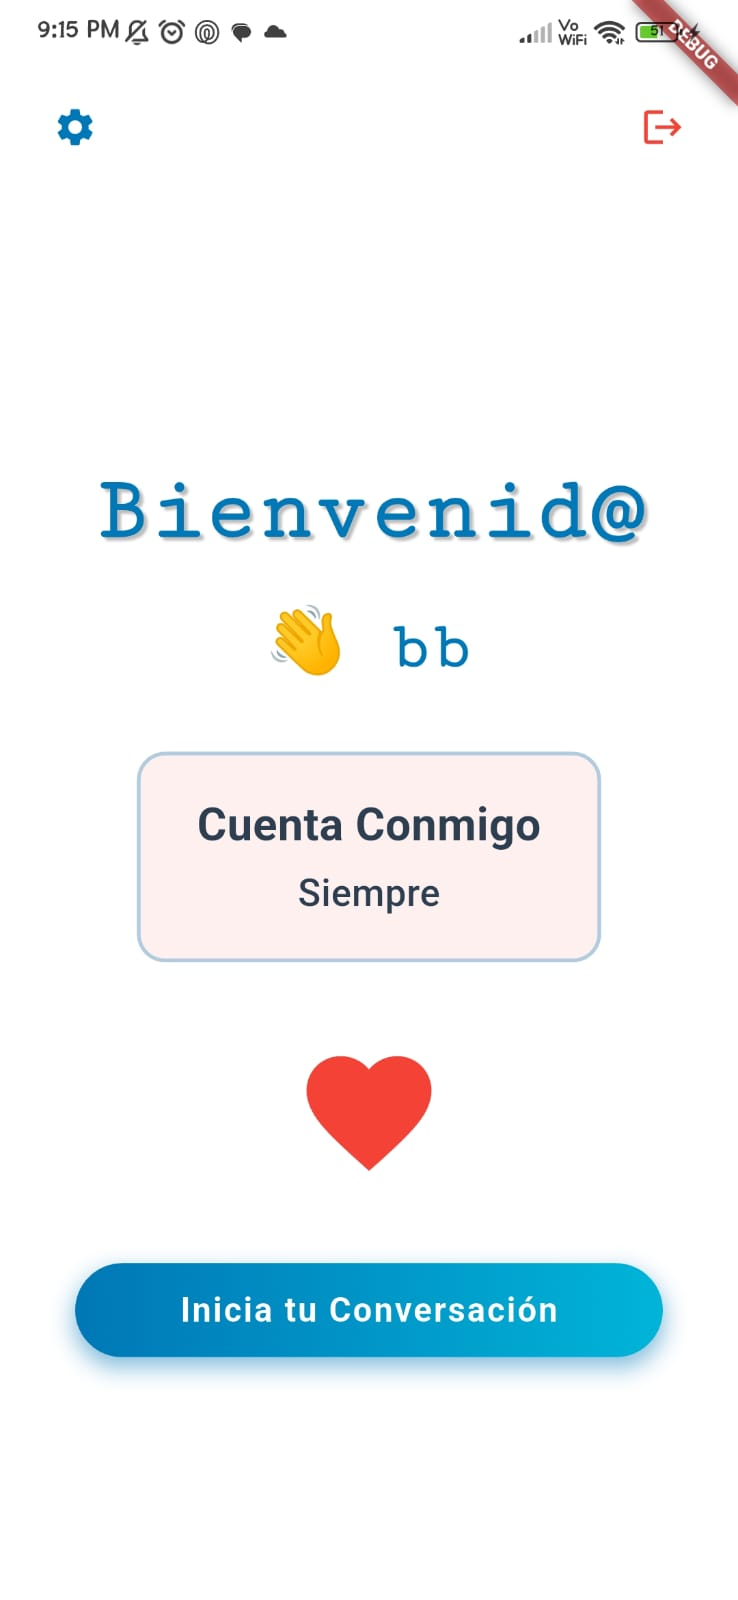 9:15 PM
Vo
WiFi
51
DEBUG
Bienvenid@
👋 bb
Cuenta Conmigo
Siempre
Inicia tu Conversación